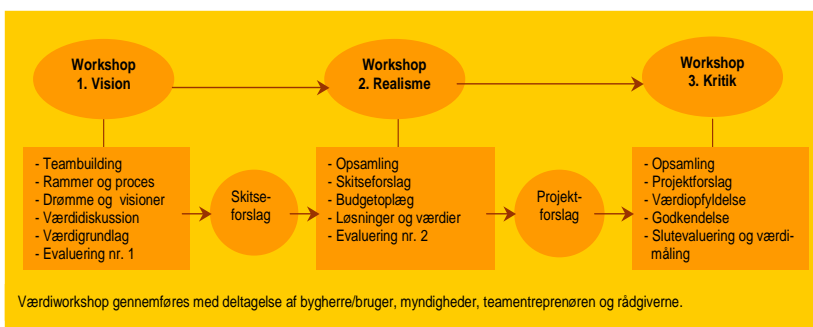 Workshop
1. Vision
Workshop
2. Realisme
Workshop
3. Kritik
- Teambuilding
- Rammer og proces
- Drømme og visioner
- Værdidiskussion
- Værdigrundlag
- Evaluering nr. 1
Skitse-
forslag
- Opsamling
- Skitseforslag
- Budgetoplæg
- Løsninger og værdier
- Evaluering nr. 2
Projekt-
forslag
- Opsamling
- Projektforslag
- Værdiopfyldelse
- Godkendelse
- Slutevaluering og værdi-
måling
Værdiworkshop gennemføres med deltagelse af bygherre/bruger, myndigheder, teamentreprenøren og rådgiverne.